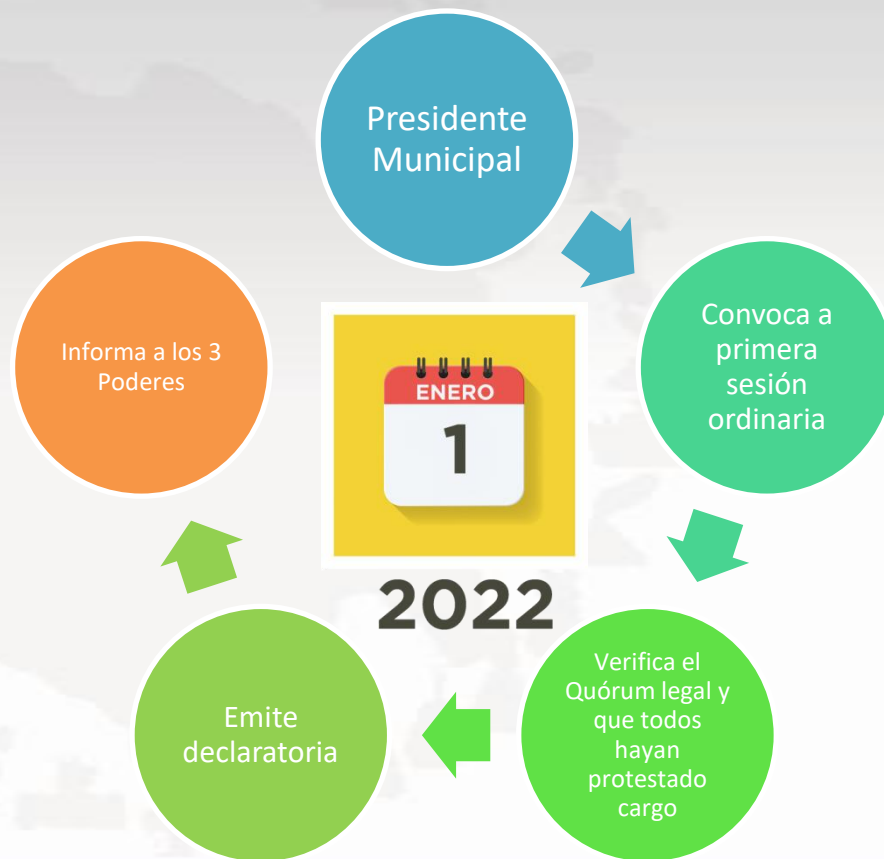 Presidente
Municipal
Convoca a
primera
sesión
ordinaria
Verifica el
Quórum legal y
que todos
hayan
protestado
cargo
Emite
declaratoria
Informa a los 3
Poderes
ENERO
1
2022